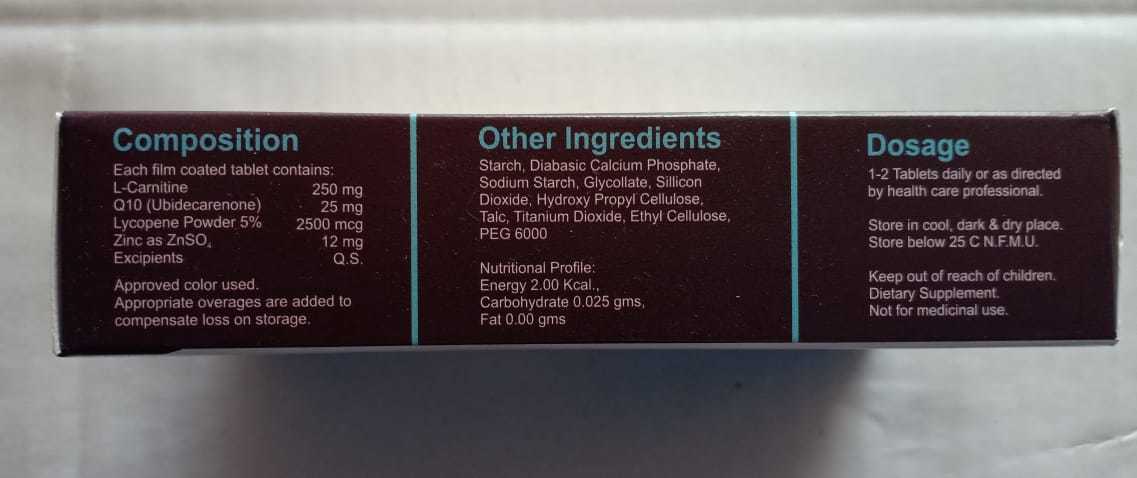 Composition
Each film coated tablet contains:
L-Carnitine 250 mg
Q10 (Ubidecarenone) 25 mg
Lycopene Powder 5% 2500 mcg
Zinc as ZnSO₄ 12 mg
Excipients Q.S.
Approved color used.
Appropriate overages are added to
compensate loss on storage.
Other Ingredients
Starch, Diabasic Calcium Phosphate,
Sodium Starch, Glycollate, Sillicon
Dioxide, Hydroxy Propyl Cellulose,
Talc, Titanium Dioxide, Ethyl Cellulose,
PEG 6000
Nutritional Profile:
Energy 2.00 Kcal.,
Carbohydrate 0.025 gms,
Fat 0.00 gms
Dosage
1-2 Tablets daily or as directed
by health care professional.
Store in cool, dark & dry place.
Store below 25 C N.F.M.U.
Keep out of reach of children.
Dietary Supplement.
Not for medicinal use.